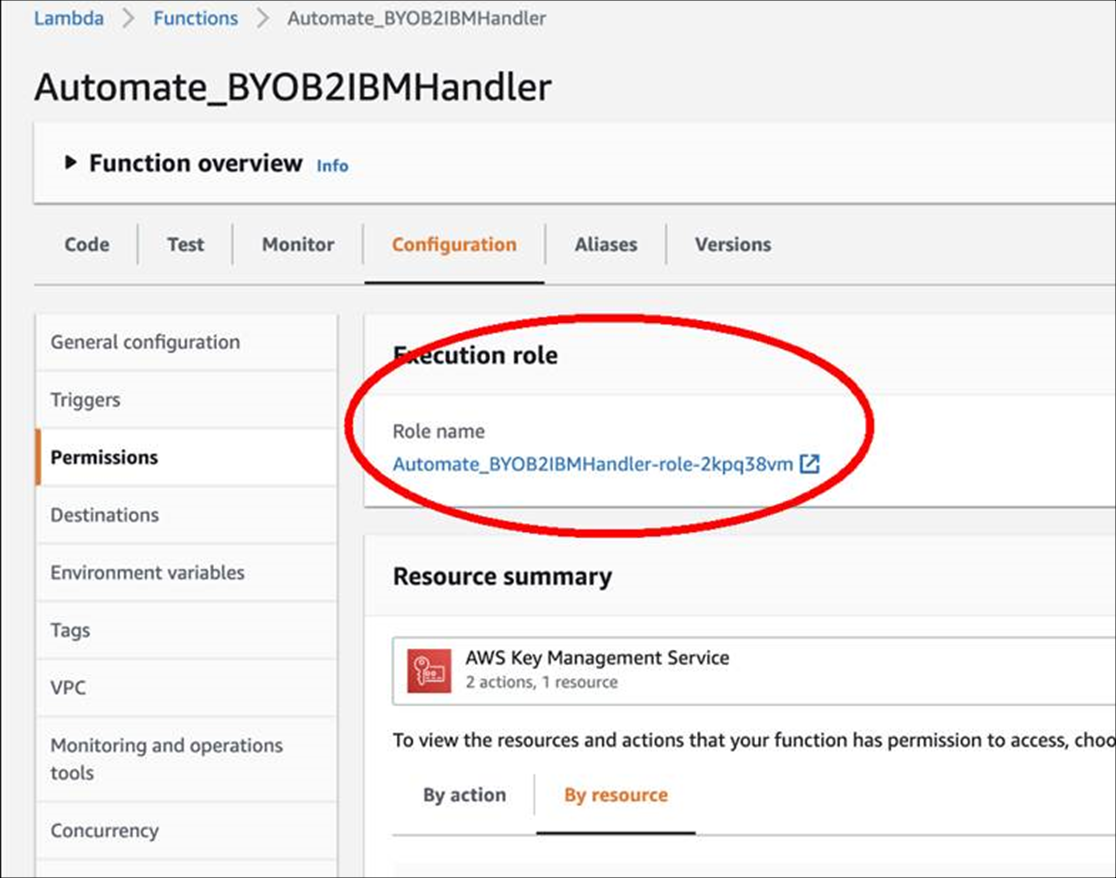 Lambda > Functions > Automate_BYOB2IBMHandler
Automate_BYOB2IBMHandler
Function overview Info
Code Test Monitor Configuration Aliases Versions
General configuration
Triggers
Permissions
Destinations
Environment variables
Tags
VPC
Monitoring and operations
tools
Concurrency
Execution role
Role name
Automate_BYOB2IBMHandler-role-2kpq38vm
Resource summary
AWS Key Management Service
2 actions, 1 resource
To view the resources and actions that your function has permission to access, choo
By action By resource